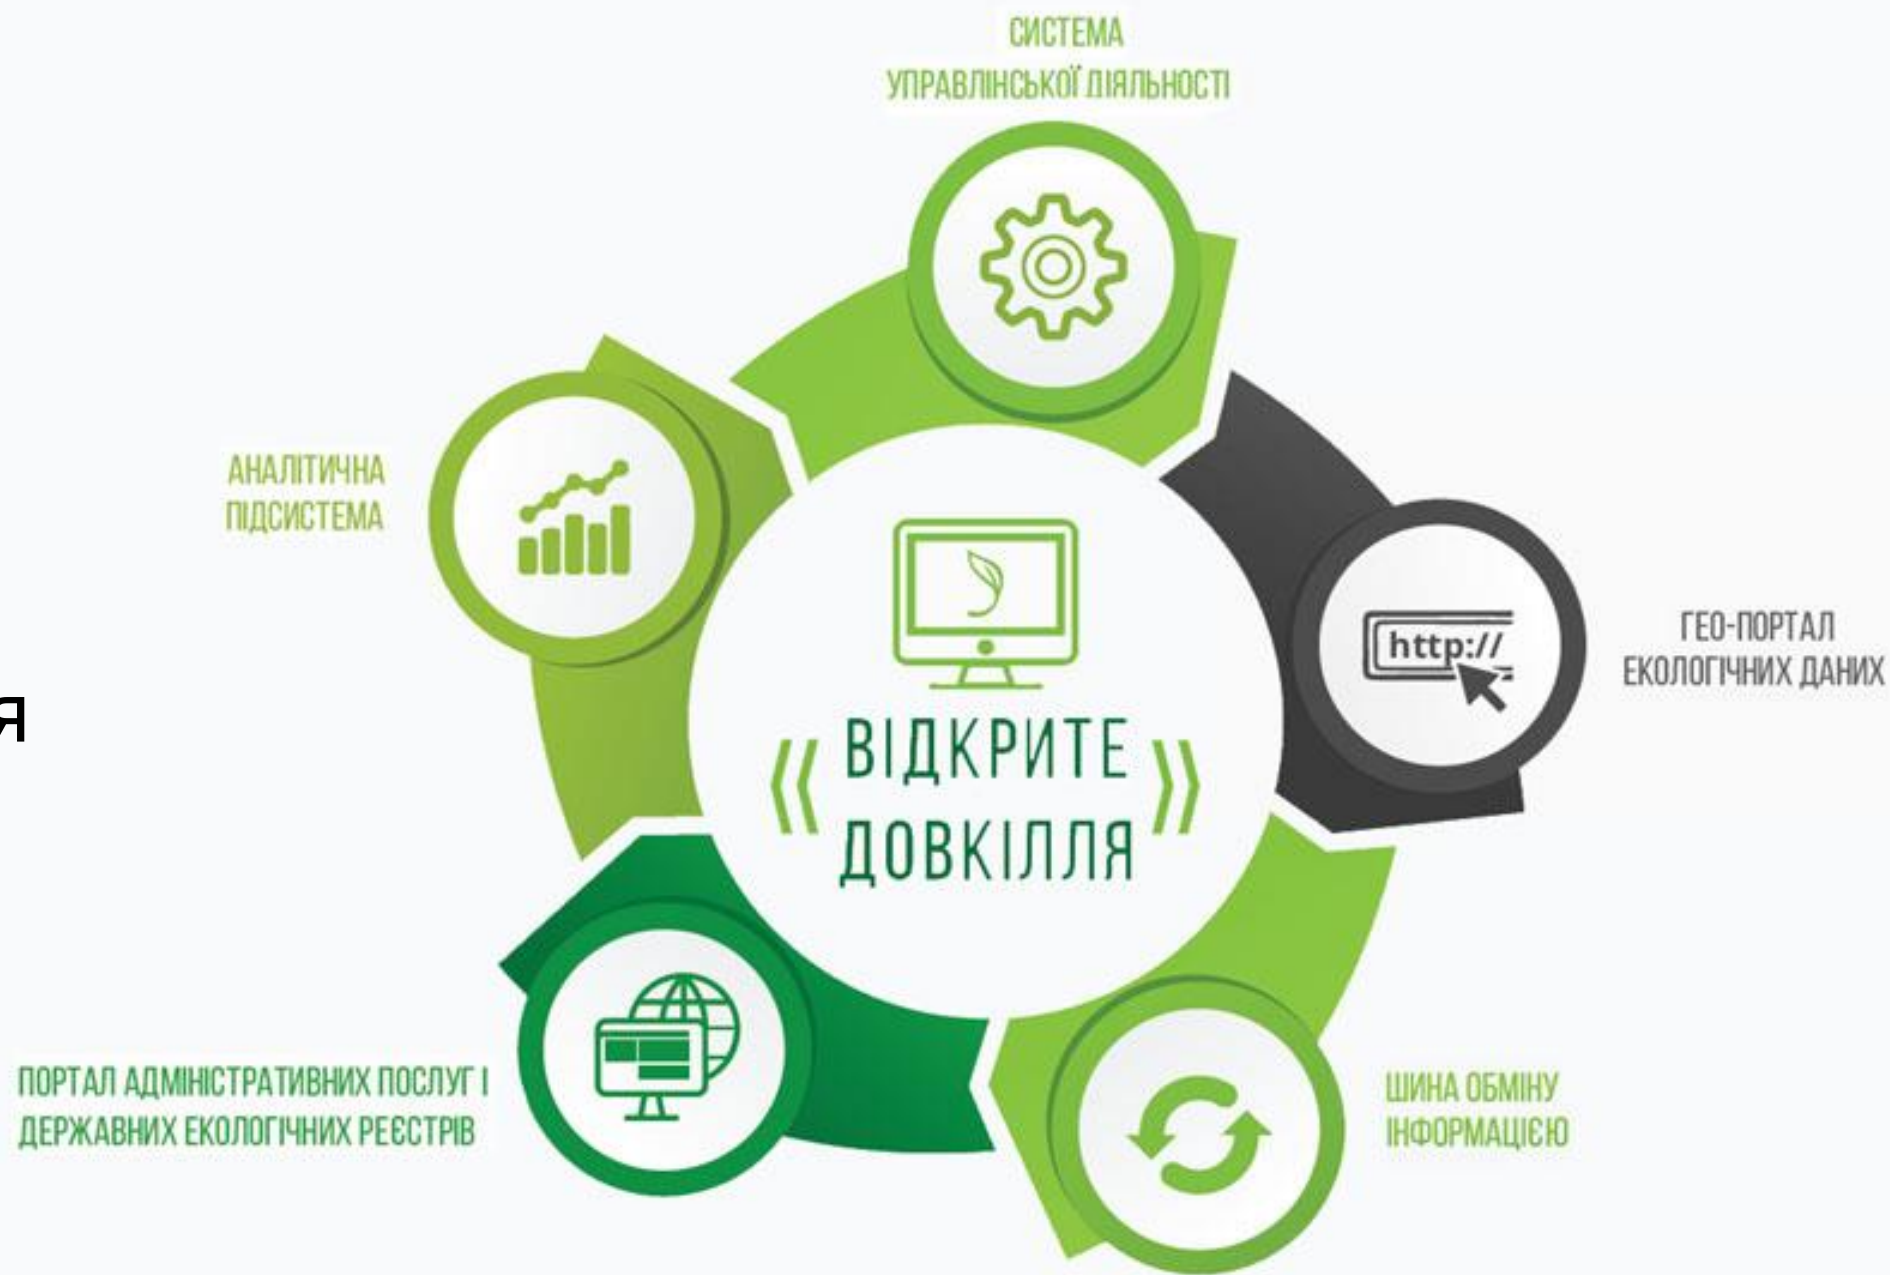 СИСТЕМА
УПРАВЛІНСЬКОЇ ДІЯЛЬНОСТІ
АНАЛІТИЧНА
ПІДСИСТЕМА
http://
ГЕО-ПОРТАЛ
ЕКОЛОГІЧНИХ ДАНИХ
я
« ВІДКРИТЕ
ДОВКІЛЛЯ »
ПОРТАЛ АДМІНІСТРАТИВНИХ ПОСЛУГ І
ДЕРЖАВНИХ ЕКОЛОГІЧНИХ РЕЄСТРІВ
ШИНА ОБМІНУ
ІНФОРМАЦІЄЮ